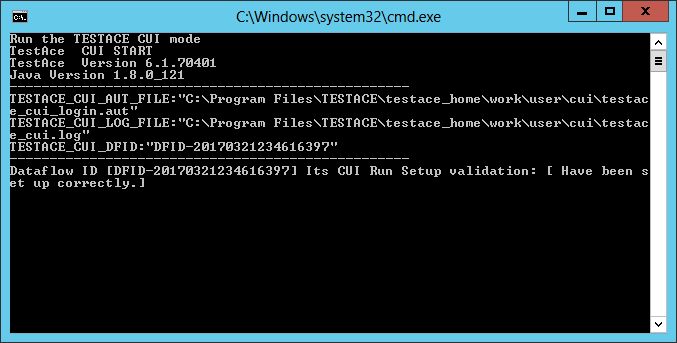 C:\Windows\system32\cmd.exe
Run the TESTACE CUI mode
TestAce  CUI START
TestAce  Version 6.1.70401
Java Version 1.8.0_121
--------------------------------------------------
TESTACE_CUI_AUT_FILE:"C:\Program Files\TESTACE\testace_home\work\user\cui\testac
e_cui_login.aut"
TESTACE_CUI_LOG_FILE:"C:\Program Files\TESTACE\testace_home\work\user\cui\testac
e_cui.log"
TESTACE_CUI_DFID:"DFID-20170321234616397"
--------------------------------------------------
Dataflow ID [DFID-20170321234616397] Its CUI Run Setup validation: [ Have been s
et up correctly.]